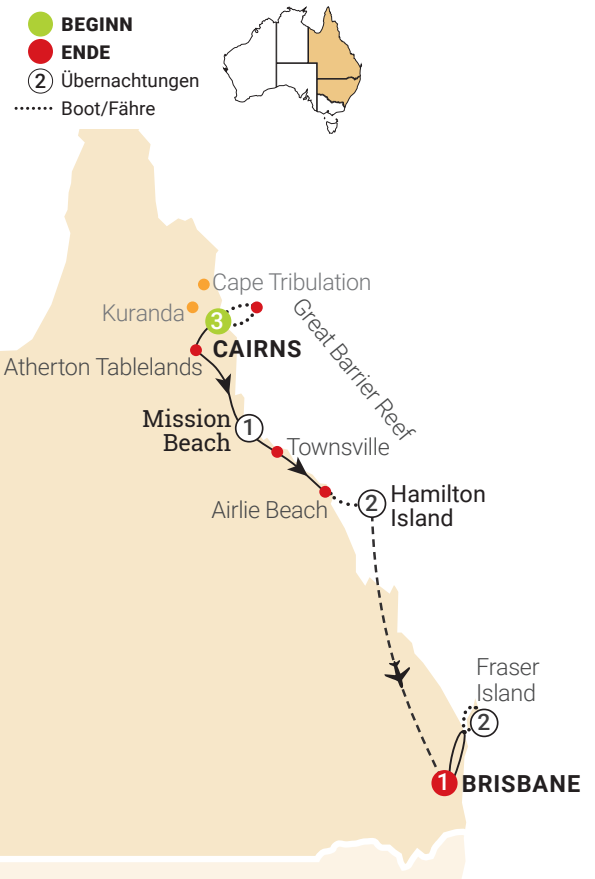 BEGINN
ENDE
2 Übernachtungen
Boot/Fähre
Cape Tribulation
Kuranda
3
CAIRNS
Great Barrier Reef
Atherton Tablelands
Mission
Beach
1
Townsville
Airlie Beach
2
Hamilton
Island
Fraser
Island
2
1
BRISBANE